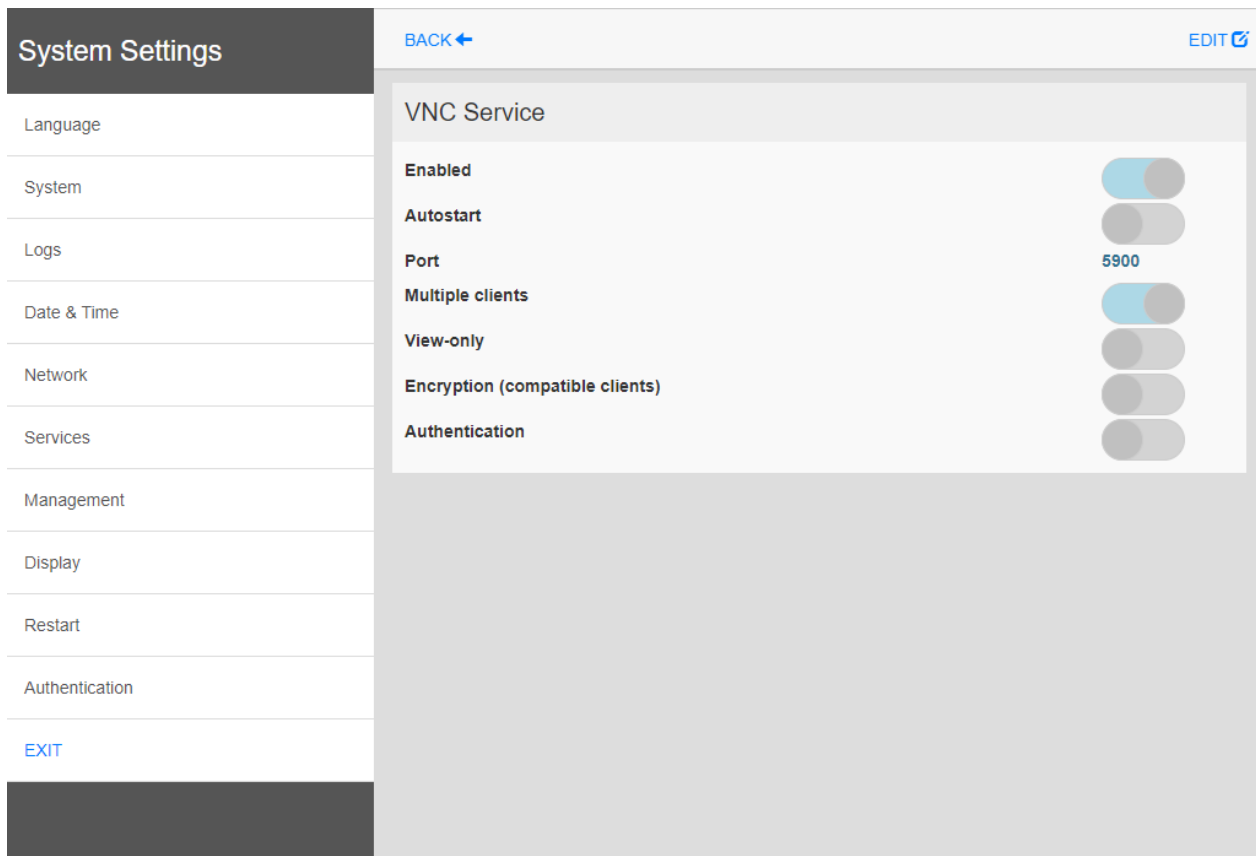 System Settings
BACK
EDIT
Language
System
Logs
Date & Time
Network
Services
Management
Display
Restart
Authentication
EXIT
VNC Service
Enabled
Autostart
Port 5900
Multiple clients
View-only
Encryption (compatible clients)
Authentication